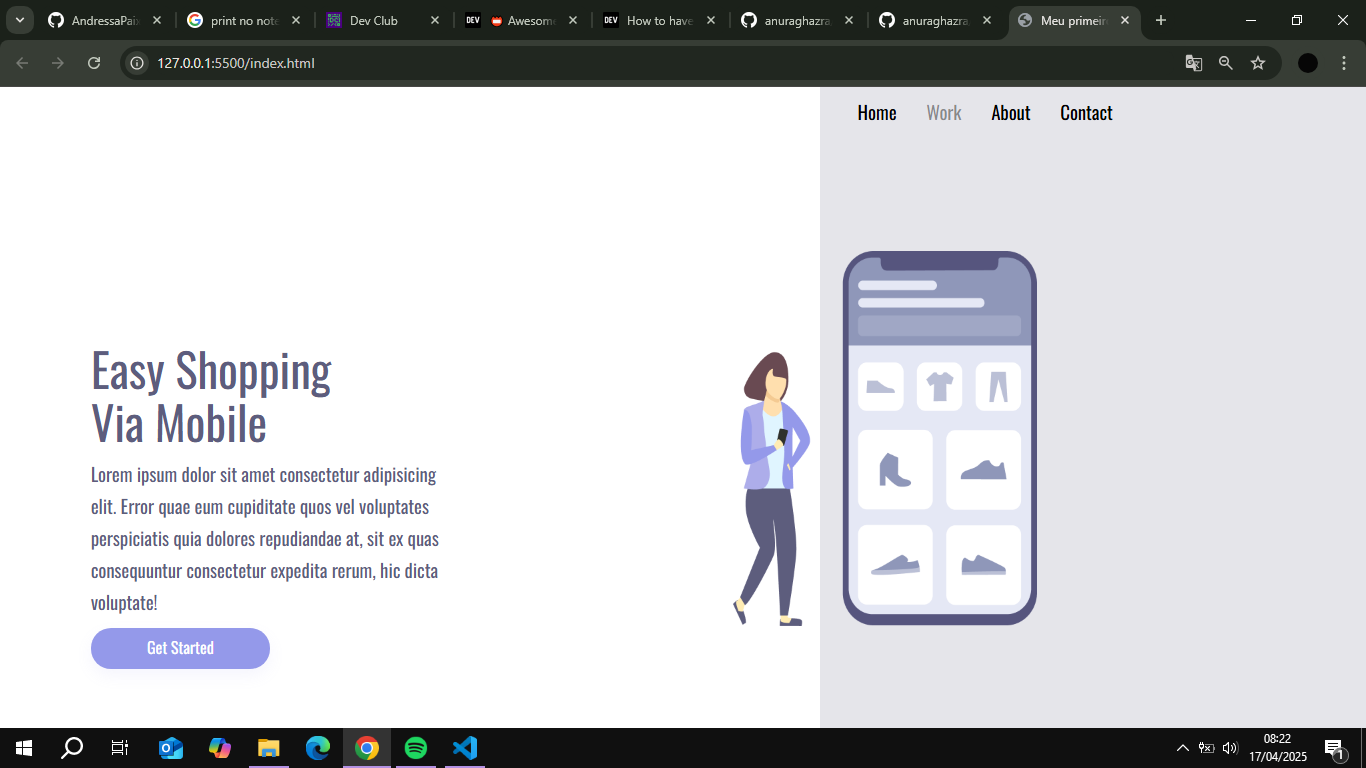 AndressaPaix
print no note
Dev Club
Awesom
How to have
anuraghazra
anuraghazra
Meu primeir
127.0.0.1:5500/index.html
Home Work About Contact
Easy Shopping
Via Mobile
Lorem ipsum dolor sit amet consectetur adipisicing
elit. Error quae eum cupiditate quos vel voluptates
perspiciatis quia dolores repudiandae at, sit ex quas
consequuntur consectetur expedita rerum, hic dicta
voluptate!
Get Started
08:22
17/04/2025
1